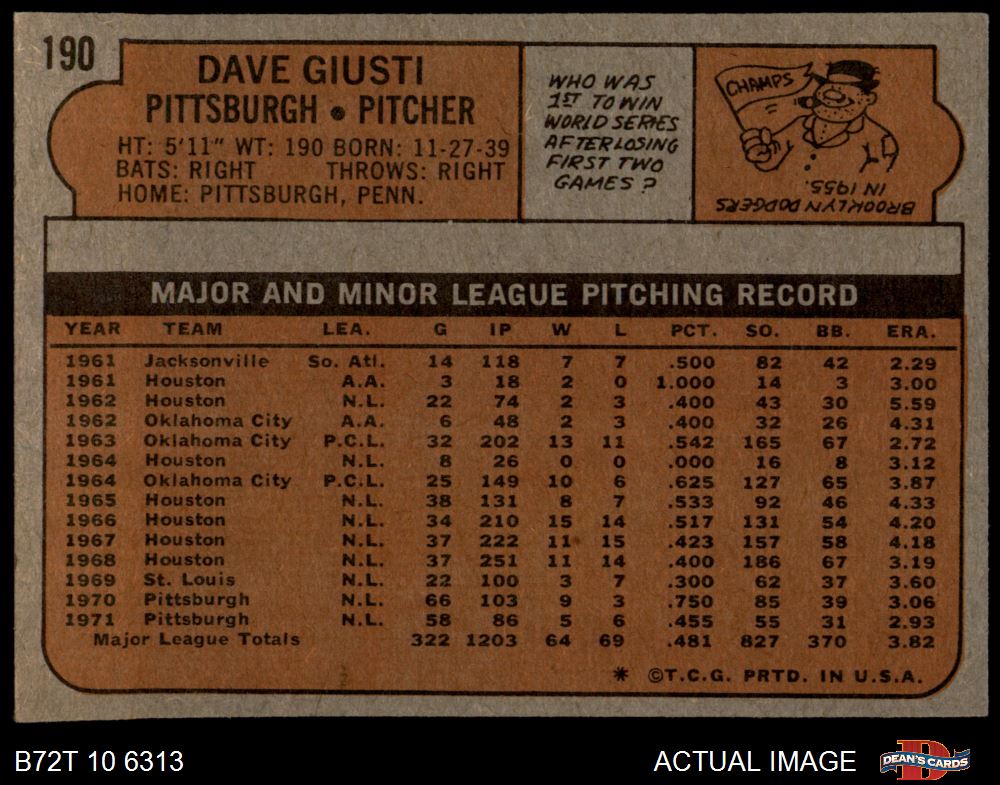 190
DAVE GIUSTI
PITTSBURGH • PITCHER
HT: 5'11" WT: 190 BORN: 11-27-39
BATS: RIGHT THROWS: RIGHT
HOME: PITTSBURGH, PENN.
WHO WAS
1ST TO WIN
WORLD SERIES
AFTER LOSING
FIRST TWO
GAMES?
CHAMPS
BROOKLYN DODGERS
IN 1955.
MAJOR AND MINOR LEAGUE PITCHING RECORD
YEAR TEAM LEA. G IP W L PCT. SO. BB. ERA.
1961 Jacksonville So. Atl. 14 118 7 7 .500 82 42 2.29
1961 Houston A.A. 3 18 2 0 1.000 14 3 3.00
1962 Houston N.L. 22 74 2 3 .400 43 30 5.59
1962 Oklahoma City A.A. 6 48 2 3 .400 32 26 4.31
1963 Oklahoma City P.C.L. 32 202 13 11 .542 165 67 2.72
1964 Houston N.L. 8 26 0 0 .000 16 8 3.12
1964 Oklahoma City P.C.L. 25 149 10 6 .625 127 65 3.87
1965 Houston N.L. 38 131 8 7 .533 92 46 4.33
1966 Houston N.L. 34 210 15 14 .517 131 54 4.20
1967 Houston N.L. 37 222 11 15 .423 157 58 4.18
1968 Houston N.L. 37 251 11 14 .400 186 67 3.19
1969 St. Louis N.L. 22 100 3 7 .300 62 37 3.60
1970 Pittsburgh N.L. 66 103 9 3 .750 85 39 3.06
1971 Pittsburgh N.L. 58 86 5 6 .455 55 31 2.93
Major League Totals 322 1203 64 69 .481 827 370 3.82
* ©T.C.G. PRTD. IN U.S.A.
B72T 10 6313
ACTUAL IMAGE
D
DEAN'S CARDS